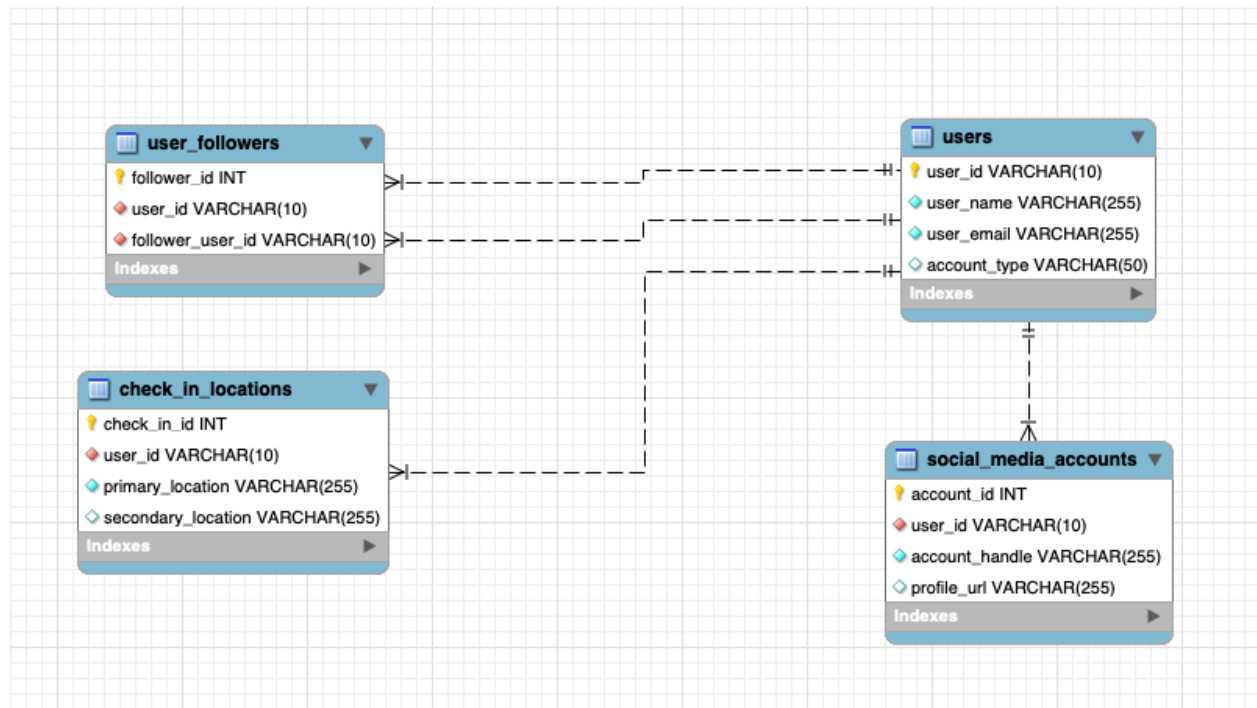 user_followers
follower_id INT
user_id VARCHAR(10)
follower_user_id VARCHAR(10)
Indexes
users
user_id VARCHAR(10)
user_name VARCHAR(255)
user_email VARCHAR(255)
account_type VARCHAR(50)
Indexes
check_in_locations
check_in_id INT
user_id VARCHAR(10)
primary_location VARCHAR(255)
secondary_location VARCHAR(255)
Indexes
social_media_accounts
account_id INT
user_id VARCHAR(10)
account_handle VARCHAR(255)
profile_url VARCHAR(255)
Indexes